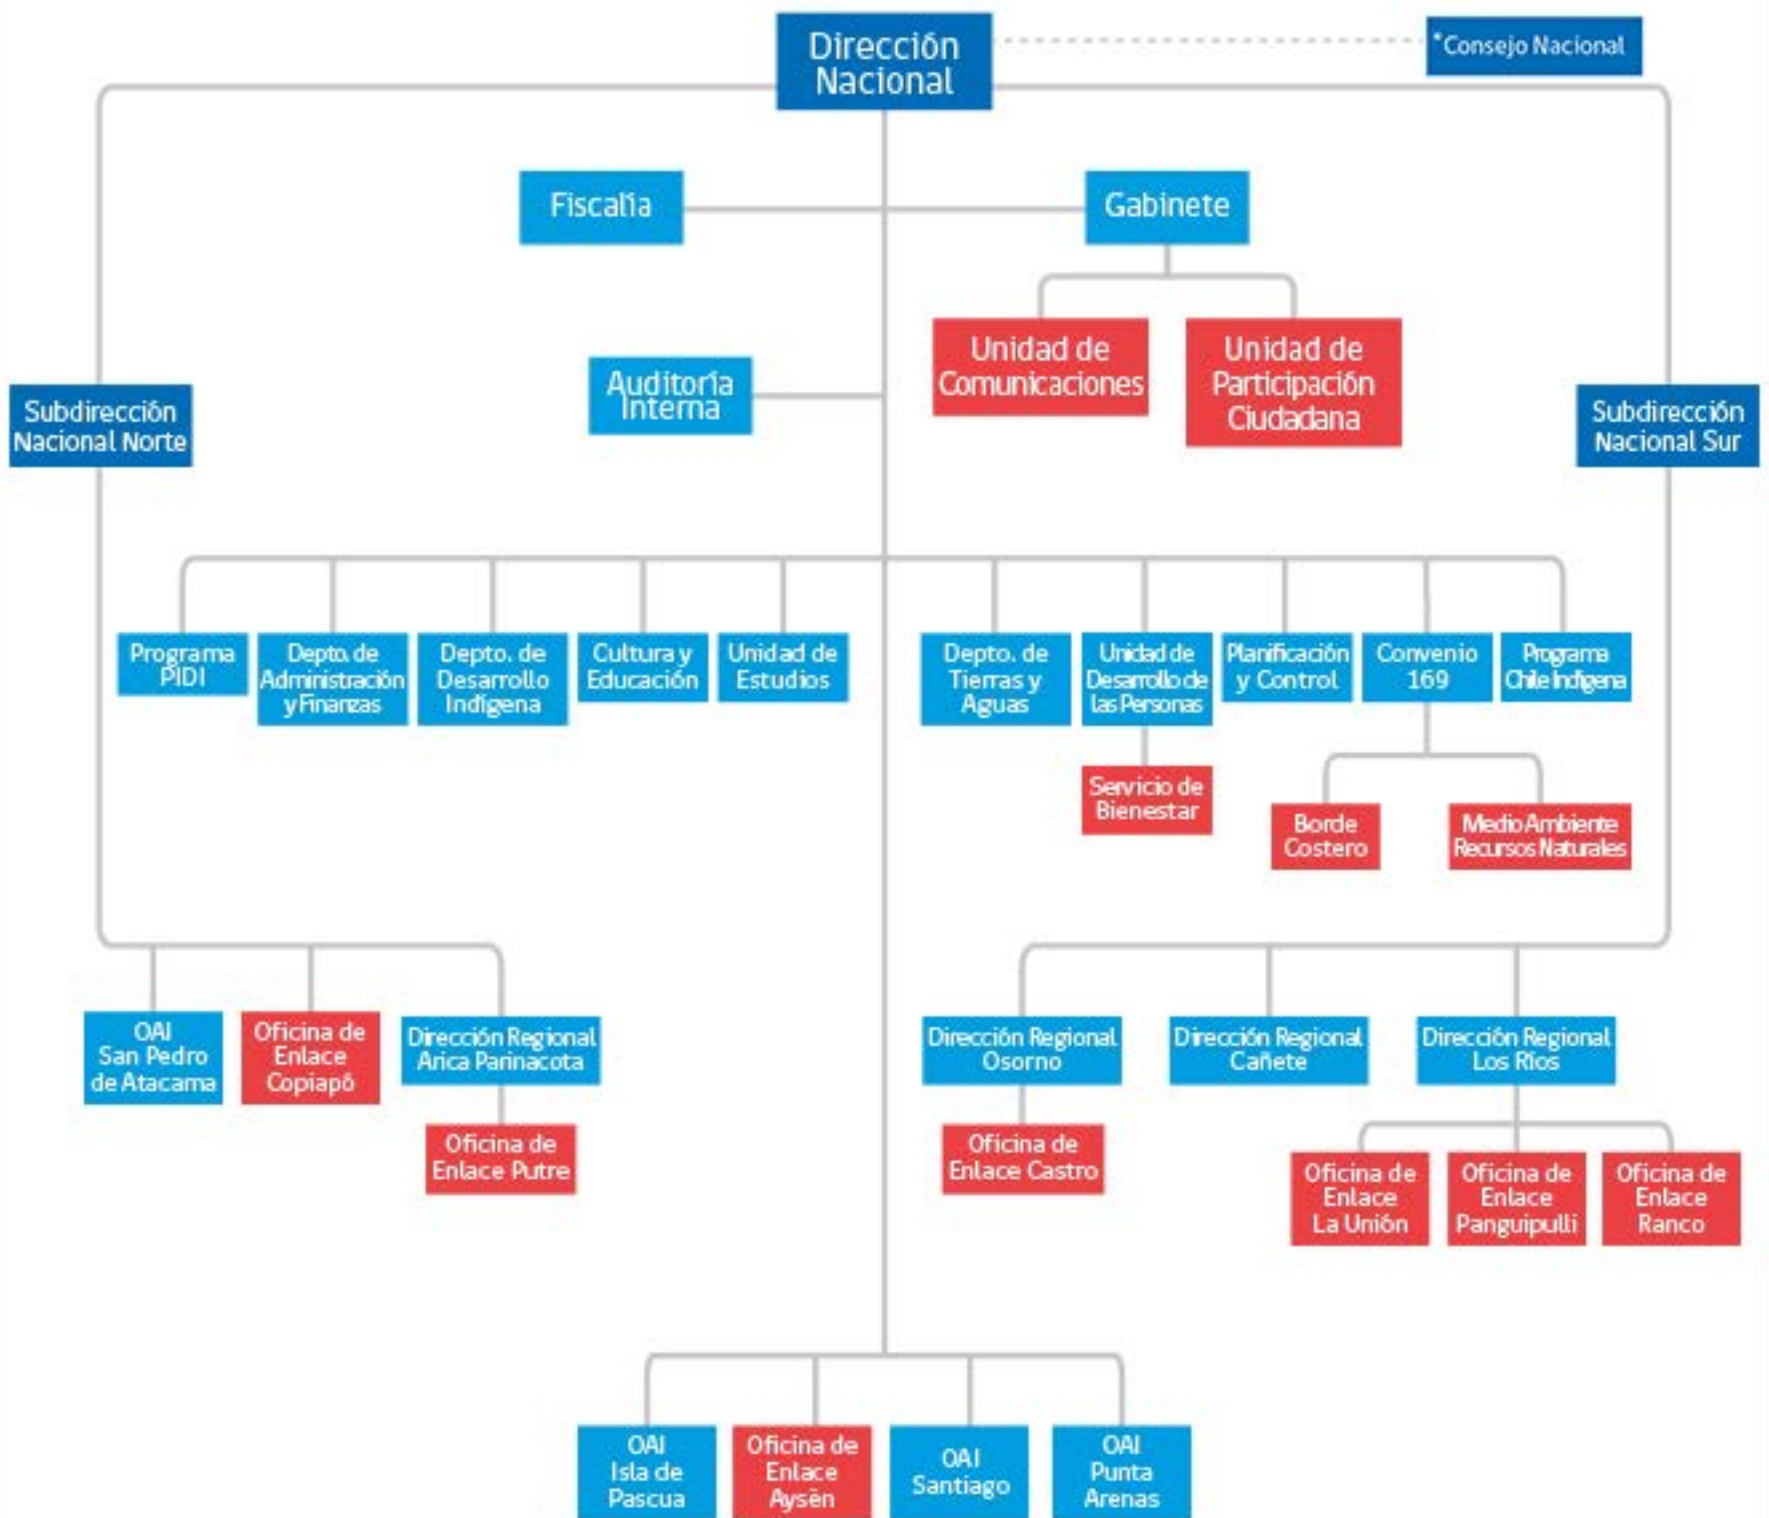 Dirección
Nacional
*Consejo Nacional
Fiscalía
Gabinete
Unidad de
Comunicaciones
Unidad de
Participación
Ciudadana
Auditoría
Interna
Subdirección
Nacional Norte
Subdirección
Nacional Sur
Programa
PIDI
Depto. de
Administración
y Finanzas
Depto. de
Desarrollo
Indígena
Cultura y
Educación
Unidad de
Estudios
Depto. de
Tierras y
Aguas
Unidad de
Desarrollo de
las Personas
Planificación
y Control
Convenio
169
Programa
Chile Indígena
Servicio de
Bienestar
Borde
Costero
Medio Ambiente
Recursos Naturales
OAI
San Pedro
de Atacama
Oficina de
Enlace
Copiapó
Dirección Regional
Arica Parinacota
Oficina de
Enlace Putre
Dirección Regional
Osorno
Dirección Regional
Cañete
Dirección Regional
Los Ríos
Oficina de
Enlace Castro
Oficina de
Enlace
La Unión
Oficina de
Enlace
Panguipulli
Oficina de
Enlace
Ranco
OAI
Isla de
Pascua
Oficina de
Enlace
Aysén
OAI
Santiago
OAI
Punta
Arenas